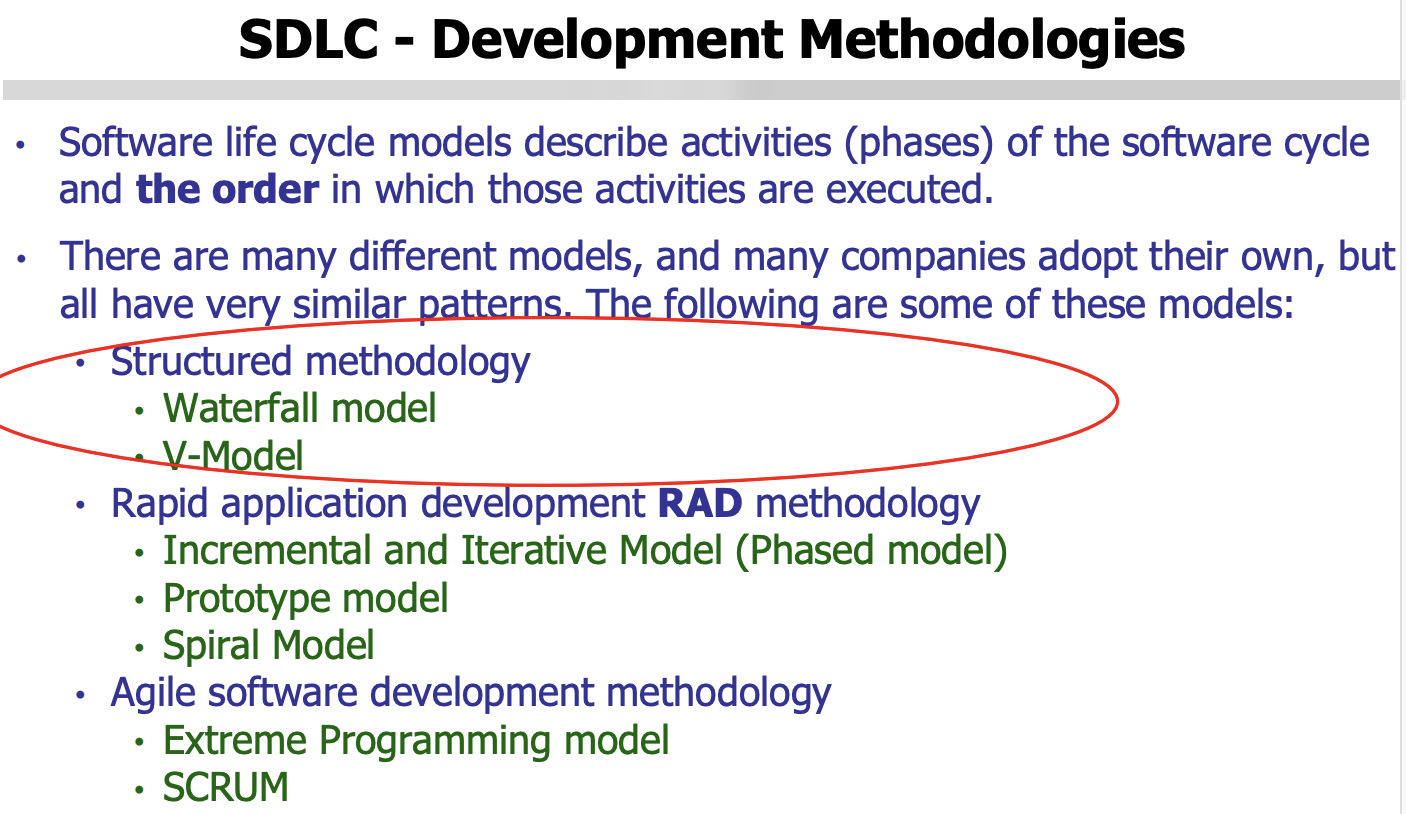 SDLC - Development Methodologies
• Software life cycle models describe activities (phases) of the software cycle
and the order in which those activities are executed.
• There are many different models, and many companies adopt their own, but
all have very similar patterns. The following are some of these models:
• Structured methodology
• Waterfall model
• V-Model
• Rapid application development RAD methodology
• Incremental and Iterative Model (Phased model)
• Prototype model
• Spiral Model
• Agile software development methodology
• Extreme Programming model
• SCRUM